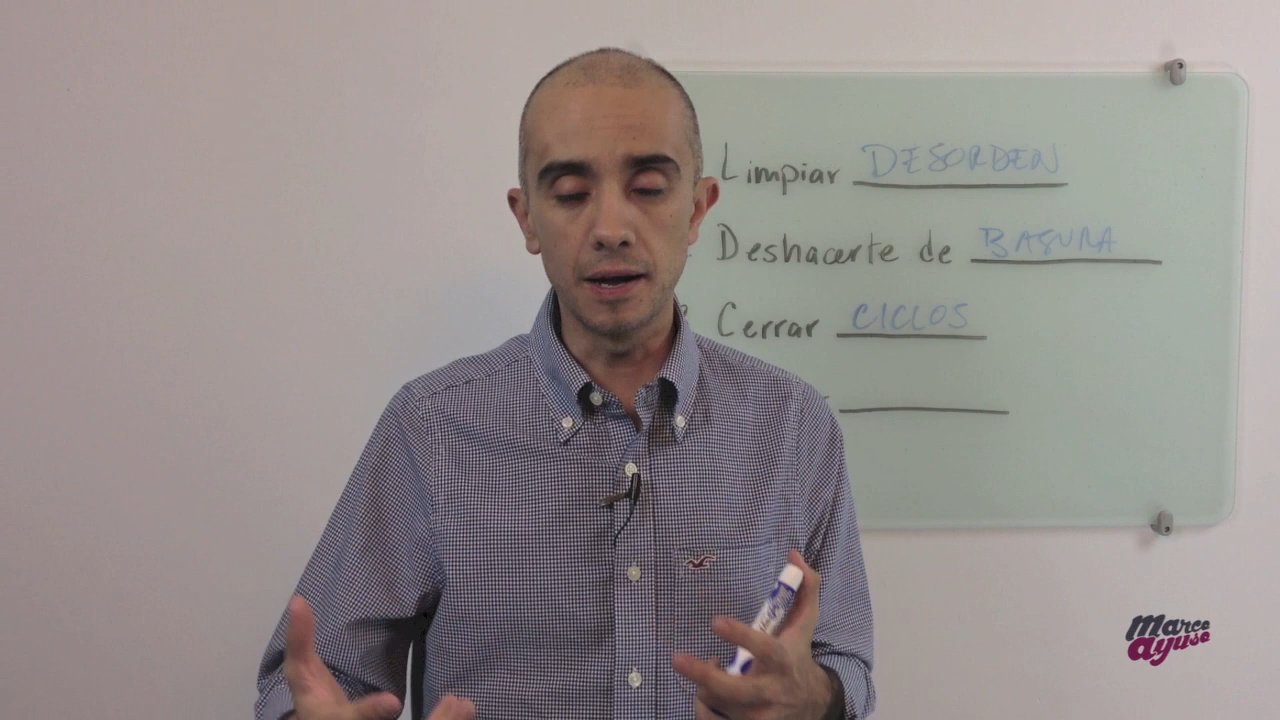 Limpiar DESORDEN
Deshacerte de BASURA
Cerrar CICLOS
marco
ayuso